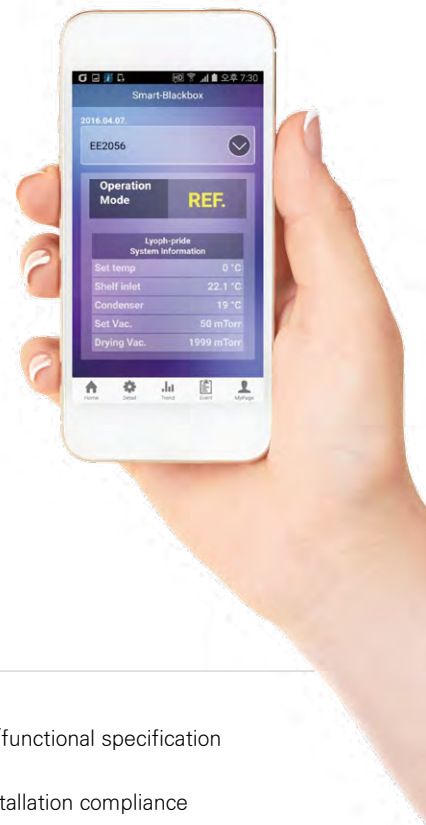 오후 7:30
Smart-Blackbox
2016.04.07.
EE2056
Operation
Mode
REF.
Lyoph-pride
System Information
Set temp 0 °C
Shelf inlet 22.1 °C
Condenser 19 °C
Set Vac. 50 mTorr
Drying Vac. 1999 mTorr
Home Detail Trend Event MyPage
/functional specification
tallation compliance